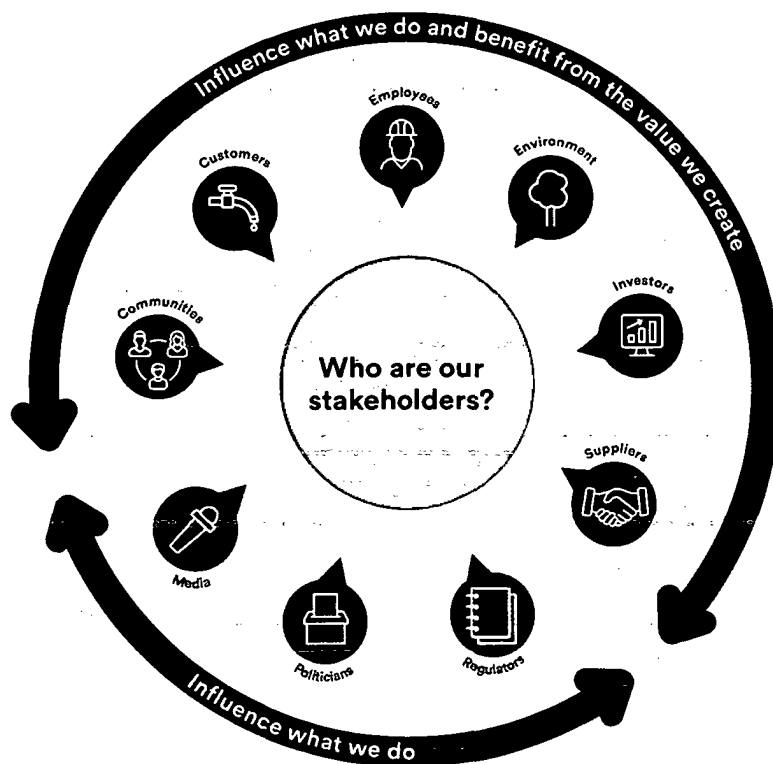 Influence what we do and benefit from the value we create
Employees
Customers
Environment
Communities
Investors
Who are our
stakeholders?
Suppliers
Media
Politicians
Regulators
Influence what we do